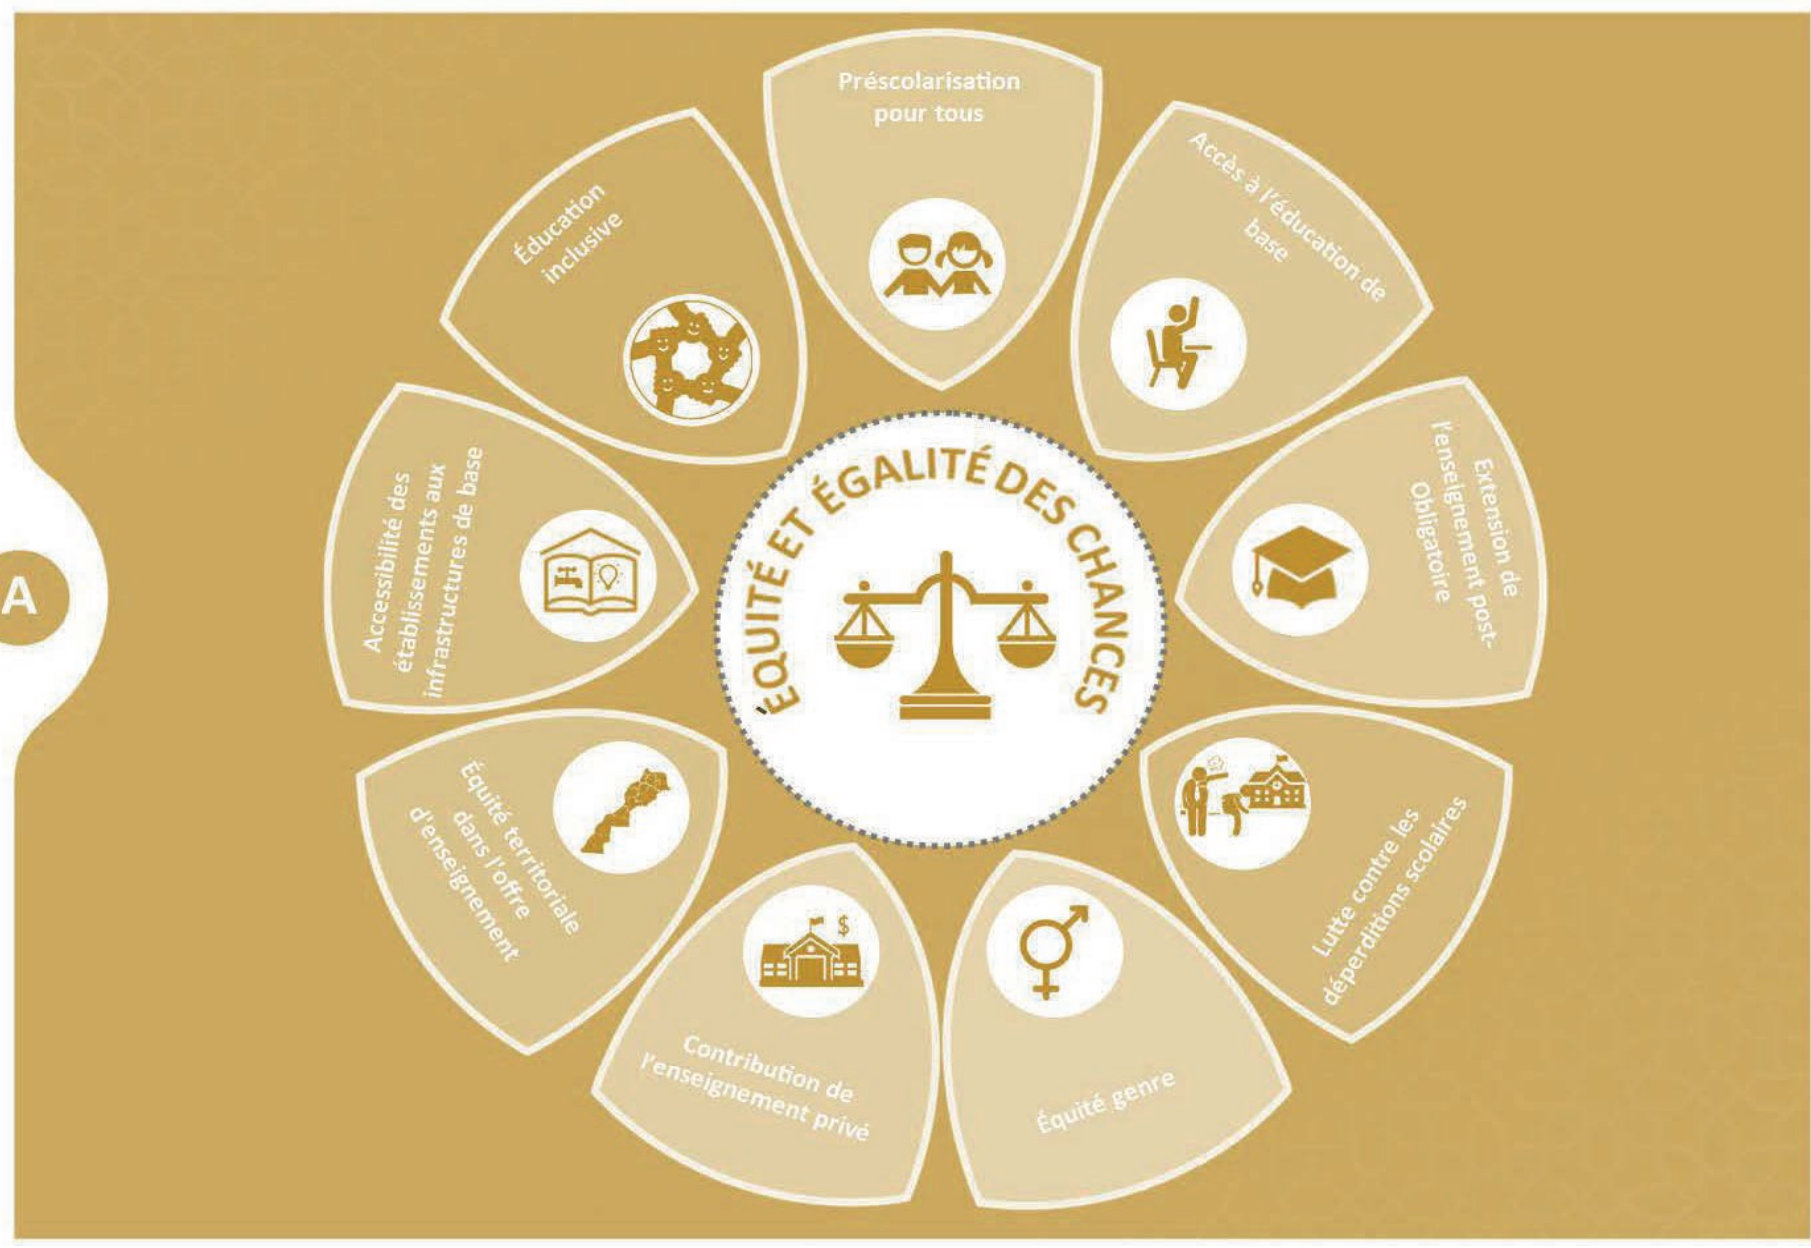 A
ÉQUITÉ ET ÉGALITÉ DES CHANCES
Préscolarisation
pour tous
Accès à l'éducation de
base
Extension de
l'enseignement post-
Obligatoire
Lutte contre les
déperditions scolaires
Équité genre
Contribution de
l'enseignement privé
$
Équité territoriale
dans l'offre
d'enseignement
Accessibilité des
établissements aux
infrastructures de base
Éducation
inclusive